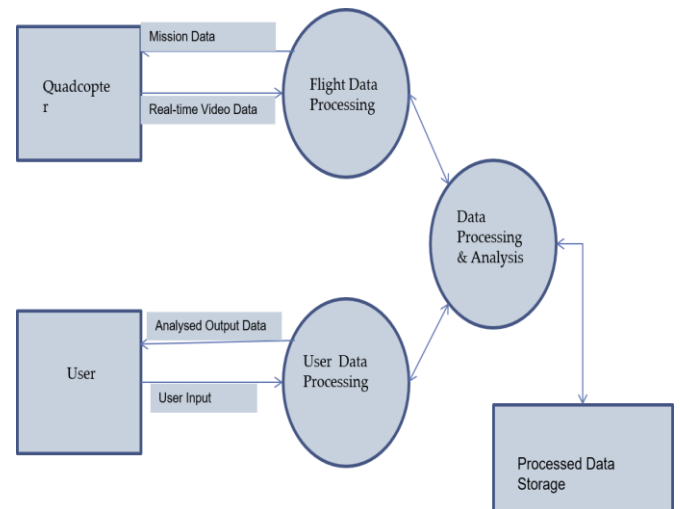 Mission Data
Quadcopte
r
Real-time Video Data
Flight Data
Processing
Data
Processing
& Analysis
Analysed Output Data
User
User Input
User  Data
Processing
Processed Data
Storage